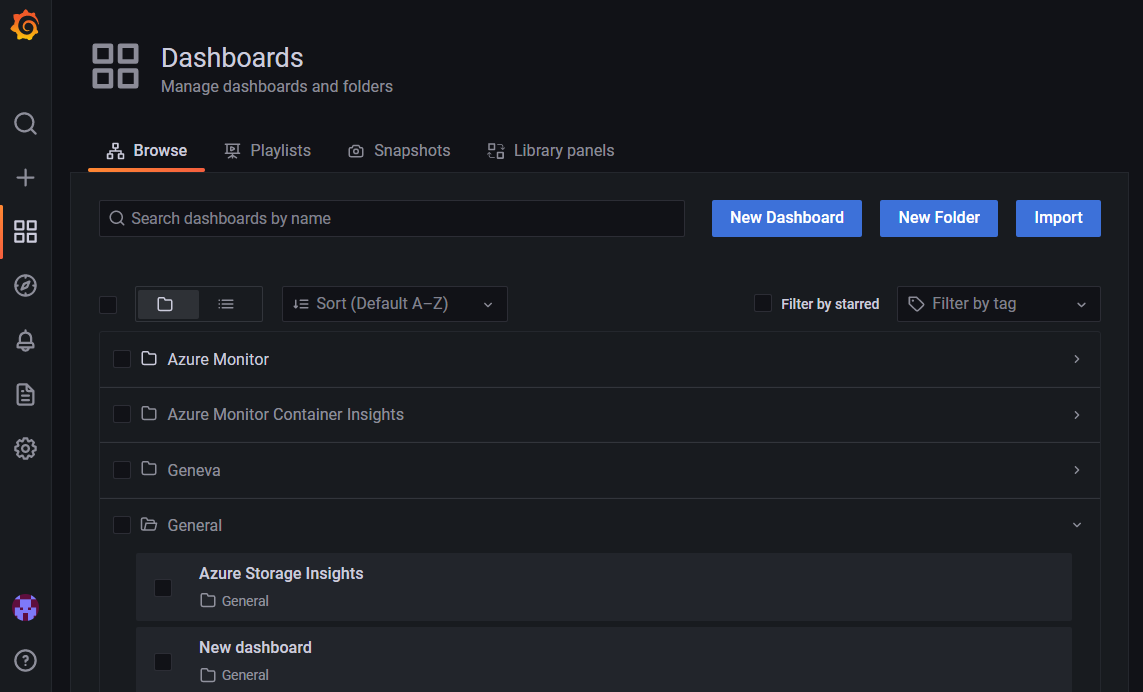 Dashboards
Manage dashboards and folders
Browse
Playlists
Snapshots
Library panels
Search dashboards by name
New Dashboard
New Folder
Import
Sort (Default A–Z)
Filter by starred
Filter by tag
Azure Monitor
Azure Monitor Container Insights
Geneva
General
Azure Storage Insights
General
New dashboard
General